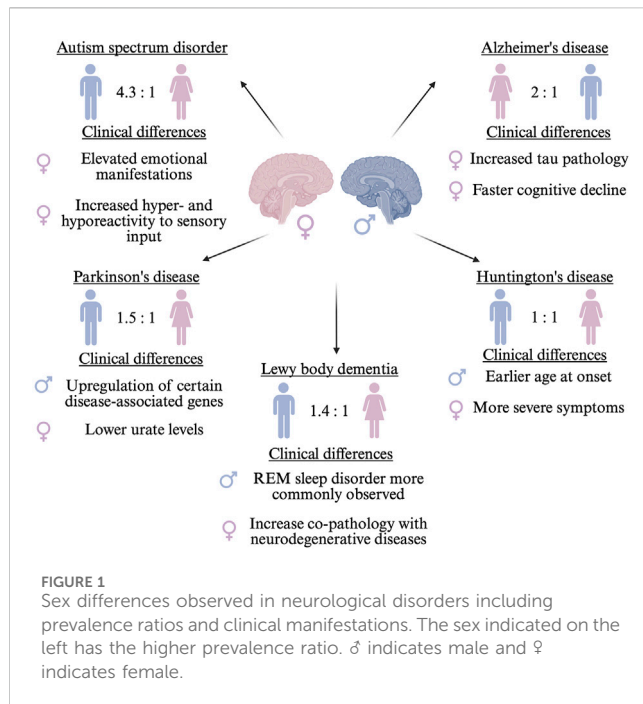 Autism spectrum disorder
4.3 : 1
Clinical differences
♀ Elevated emotional
manifestations
♀ Increased hyper- and
hyporeactivity to sensory
input
Alzheimer's disease
2 : 1
Clinical differences
♀ Increased tau pathology
♀ Faster cognitive decline
♀ ♂
Parkinson's disease
1.5 : 1
Clinical differences
♂ Upregulation of certain
disease-associated genes
♀ Lower urate levels
Lewy body dementia
1.4 : 1
Clinical differences
♂ REM sleep disorder more
commonly observed
♀ Increase co-pathology with
neurodegenerative diseases
Huntington's disease
1 : 1
Clinical differences
♂ Earlier age at onset
♀ More severe symptoms
FIGURE 1
Sex differences observed in neurological disorders including
prevalence ratios and clinical manifestations. The sex indicated on the
left has the higher prevalence ratio. ♂ indicates male and ♀
indicates female.